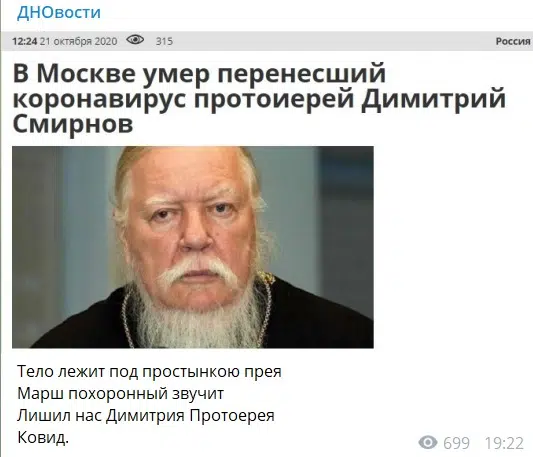 ДНОвости
12:24 21 октября 2020 315 Россия
В Москве умер перенесший
коронавирус протоиерей Димитрий
Смирнов
Тело лежит под простынкою прея
Марш похоронный звучит
Лишил нас Димитрия Протоерея
Ковид.
699 19:22